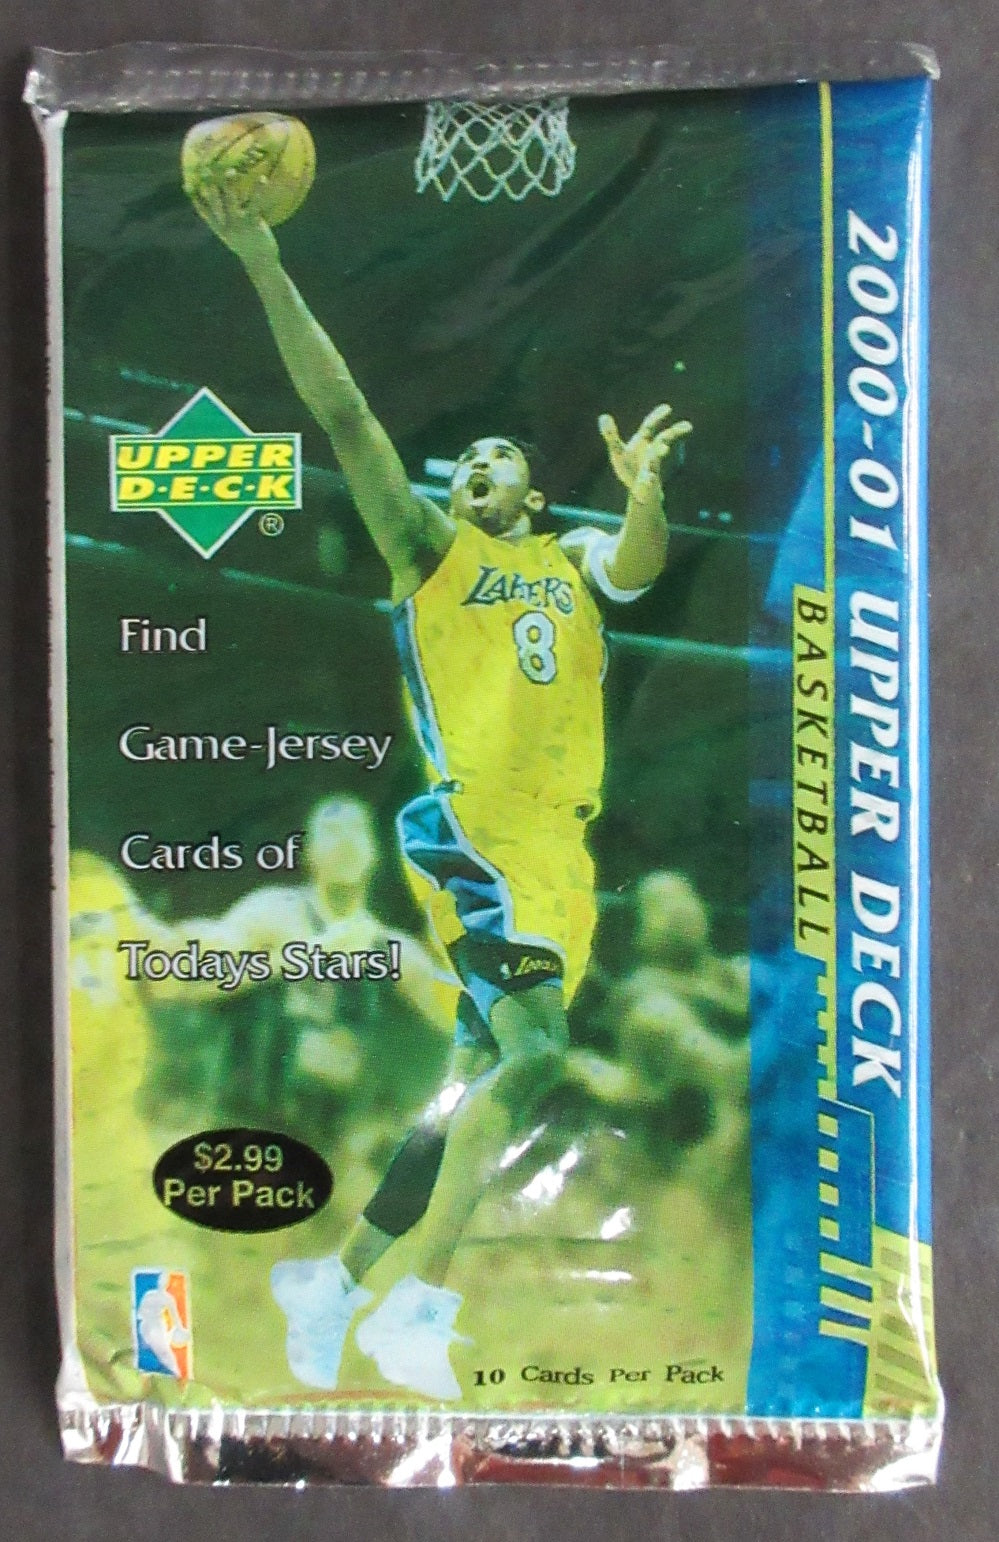 UPPER
D·E·C·K
®
Find
Game-Jersey
Cards of
Todays Stars!
$2.99
Per Pack
10 Cards Per Pack
LAKERS
8
2000-01 UPPER DECK
BASKETBALL